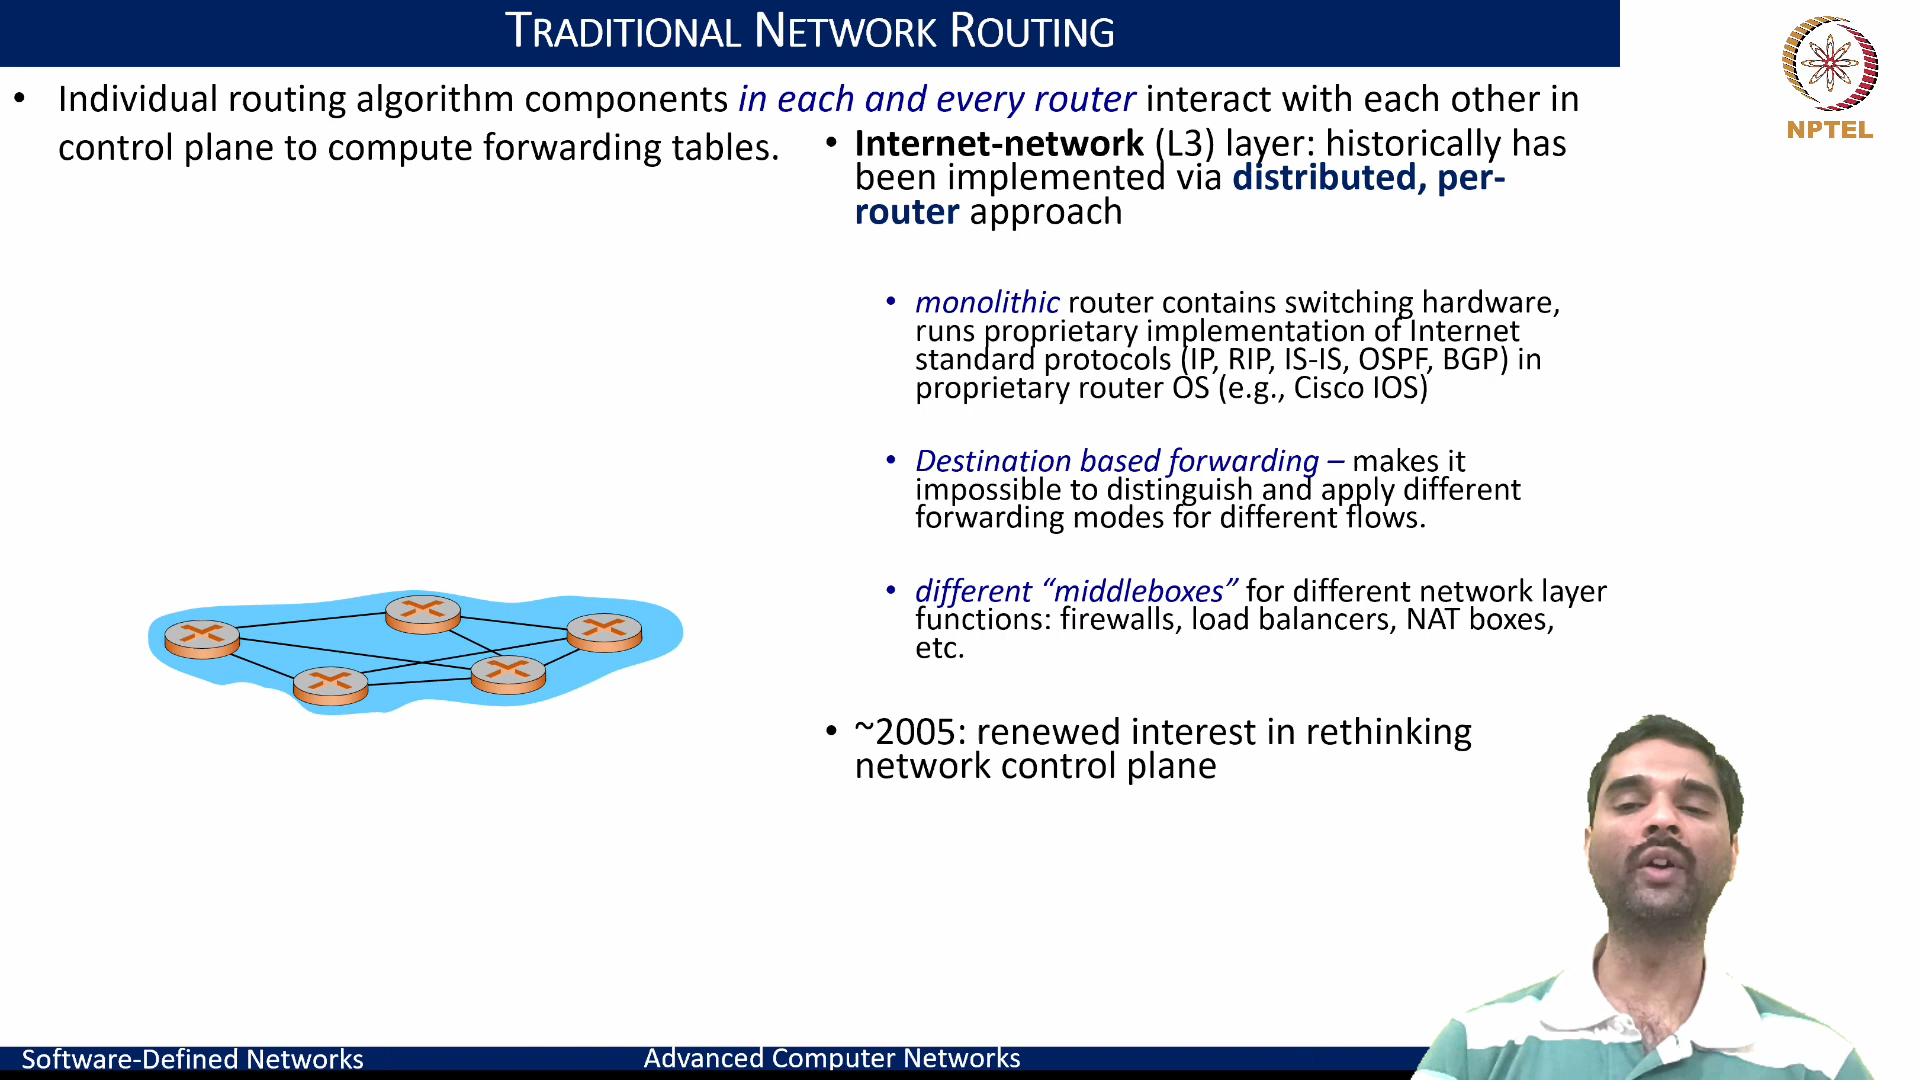 TRADITIONAL NETWORK ROUTING
• Individual routing algorithm components in each and every router interact with each other in
control plane to compute forwarding tables.
• Internet-network (L3) layer: historically has
been implemented via distributed, per-
router approach
• monolithic router contains switching hardware,
runs proprietary implementation of Internet
standard protocols (IP, RIP, IS-IS, OSPF, BGP) in
proprietary router OS (e.g., Cisco IOS)
• Destination based forwarding – makes it
impossible to distinguish and apply different
forwarding modes for different flows.
• different “middleboxes” for different network layer
functions: firewalls, load balancers, NAT boxes,
etc.
• ~2005: renewed interest in rethinking
network control plane
NPTEL
Software-Defined Networks
Advanced Computer Networks